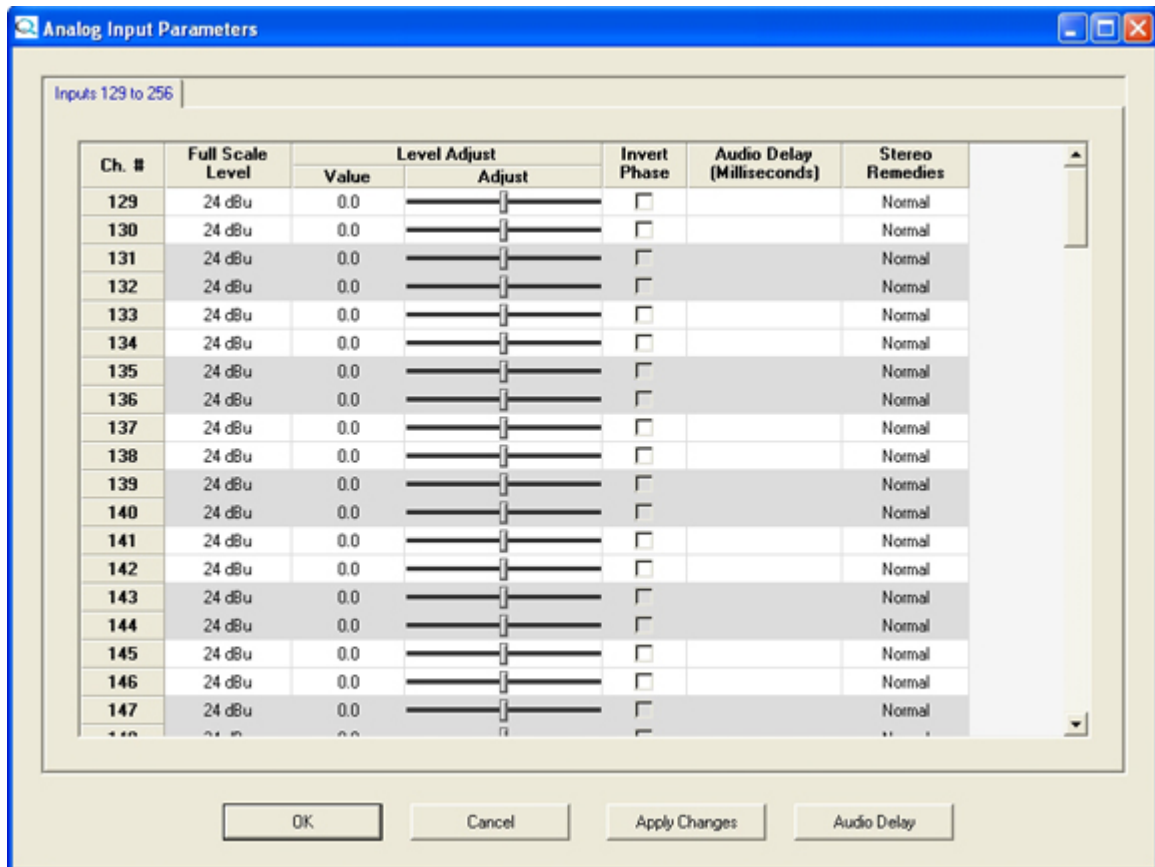 Analog Input Parameters
Inputs 129 to 256
Ch. # Full Scale Level Level Adjust Value Adjust Invert Phase Audio Delay (Milliseconds) Stereo Remedies
129 24 dBu 0.0 Normal
130 24 dBu 0.0 Normal
131 24 dBu 0.0 Normal
132 24 dBu 0.0 Normal
133 24 dBu 0.0 Normal
134 24 dBu 0.0 Normal
135 24 dBu 0.0 Normal
136 24 dBu 0.0 Normal
137 24 dBu 0.0 Normal
138 24 dBu 0.0 Normal
139 24 dBu 0.0 Normal
140 24 dBu 0.0 Normal
141 24 dBu 0.0 Normal
142 24 dBu 0.0 Normal
143 24 dBu 0.0 Normal
144 24 dBu 0.0 Normal
145 24 dBu 0.0 Normal
146 24 dBu 0.0 Normal
147 24 dBu 0.0 Normal
OK Cancel Apply Changes Audio Delay